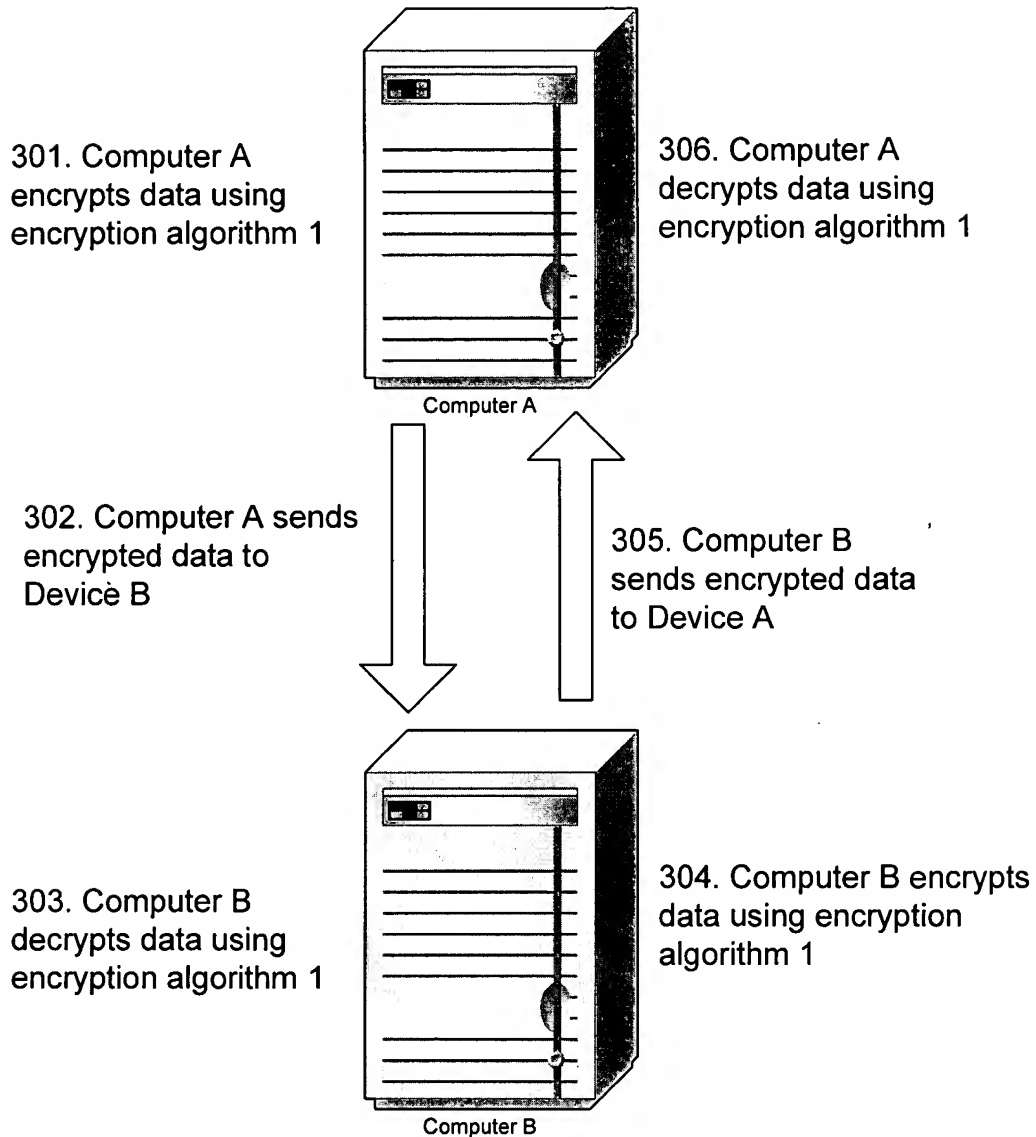 301. Computer A
encrypts data using
encryption algorithm 1
306. Computer A
decrypts data using
encryption algorithm 1
Computer A
302. Computer A sends
encrypted data to
Device B
305. Computer B
sends encrypted data
to Device A
303. Computer B
decrypts data using
encryption algorithm 1
304. Computer B encrypts
data using encryption
algorithm 1
Computer B